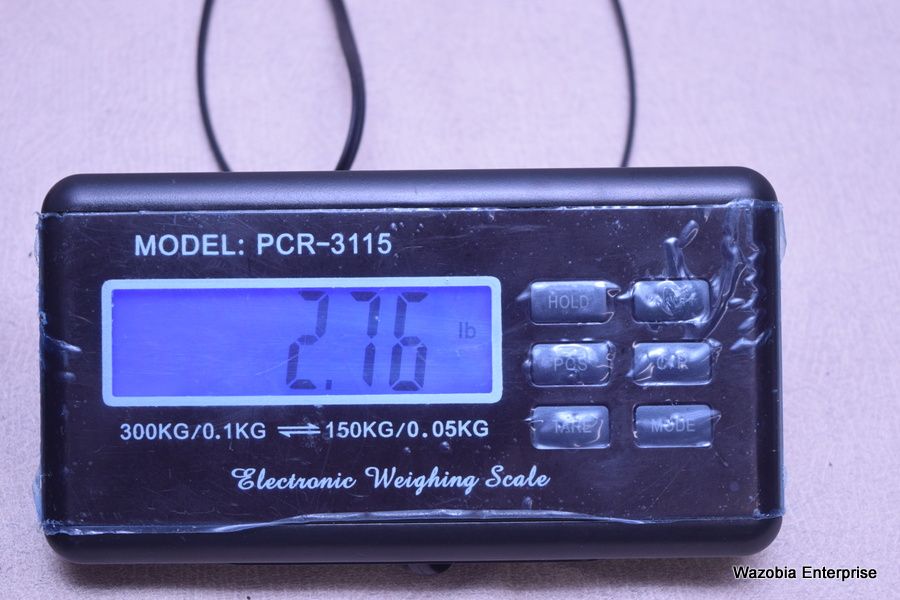 MODEL: PCR-3115
2.76 lb
HOLD
PCS
TARE MODE
300KG/0.1KG ⇌ 150KG/0.05KG
Electronic Weighing Scale
Wazobia Enterprise